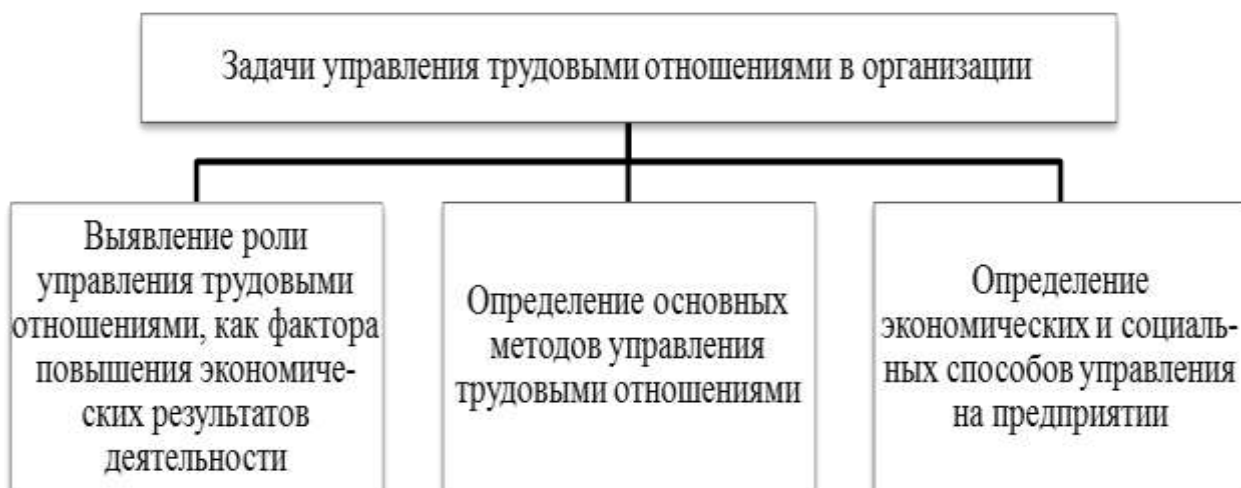 Задачи управления трудовыми отношениями в организации
Выявление роли
управления трудовыми
отношениями, как фактора
повышения экономиче-
ских результатов
деятельности
Определение основных
методов управления
трудовыми отношениями
Определение
экономических и социаль-
ных способов управления
на предприятии